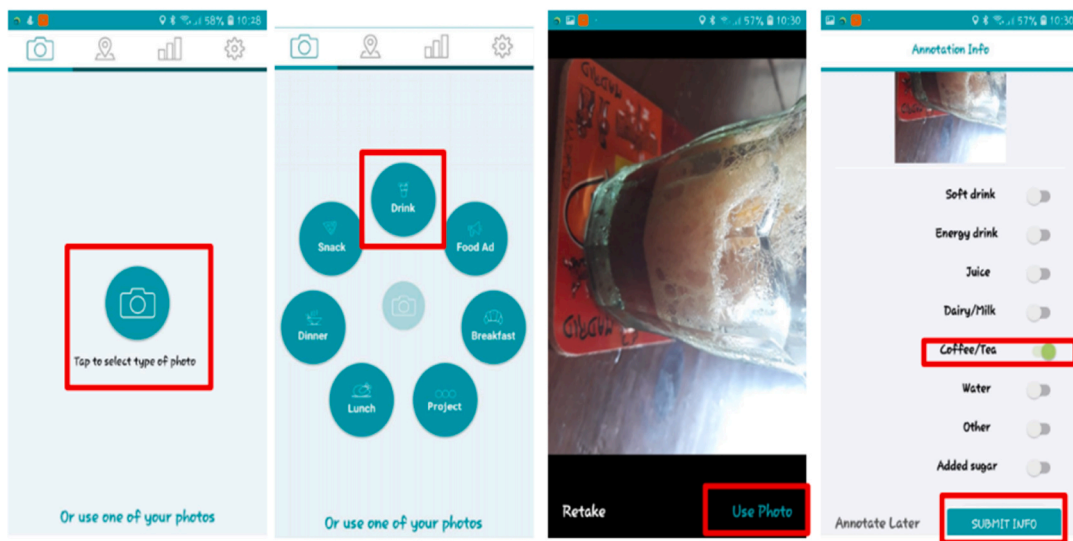 58% 10:28
Tap to select type of photo
Or use one of your photos
Drink
Snack
Food Ad
Dinner
Breakfast
Lunch
Project
Or use one of your photos
57% 10:30
MADRID
Retake
Use Photo
57% 10:30
Annotation Info
Soft drink
Energy drink
Juice
Dairy/Milk
Coffee/Tea
Water
Other
Added sugar
Annotate Later
SUBMIT INFO